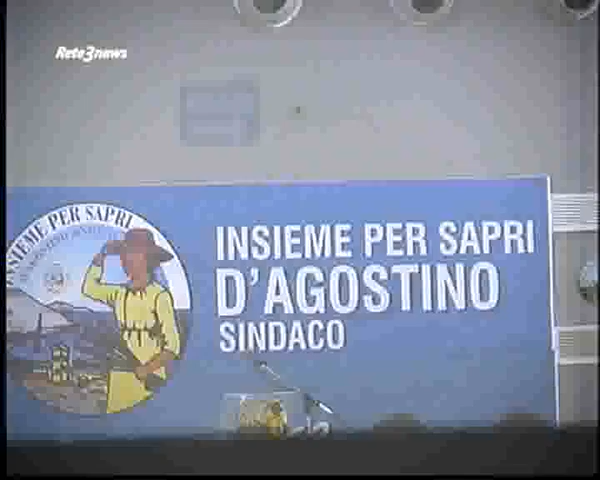 Rete3news
INSIEME PER SAPRI
INSIEME PER SAPRI
D'AGOSTINO
SINDACO